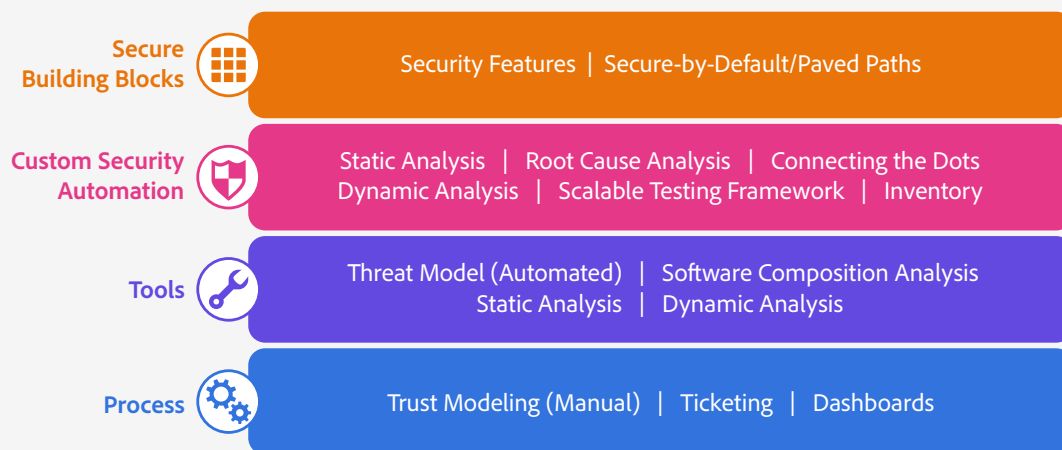 Secure
Building Blocks
Security Features | Secure-by-Default/Paved Paths
Custom Security
Automation
Static Analysis | Root Cause Analysis | Connecting the Dots
Dynamic Analysis | Scalable Testing Framework | Inventory
Tools
Threat Model (Automated) | Software Composition Analysis
Static Analysis | Dynamic Analysis
Process
Trust Modeling (Manual) | Ticketing | Dashboards